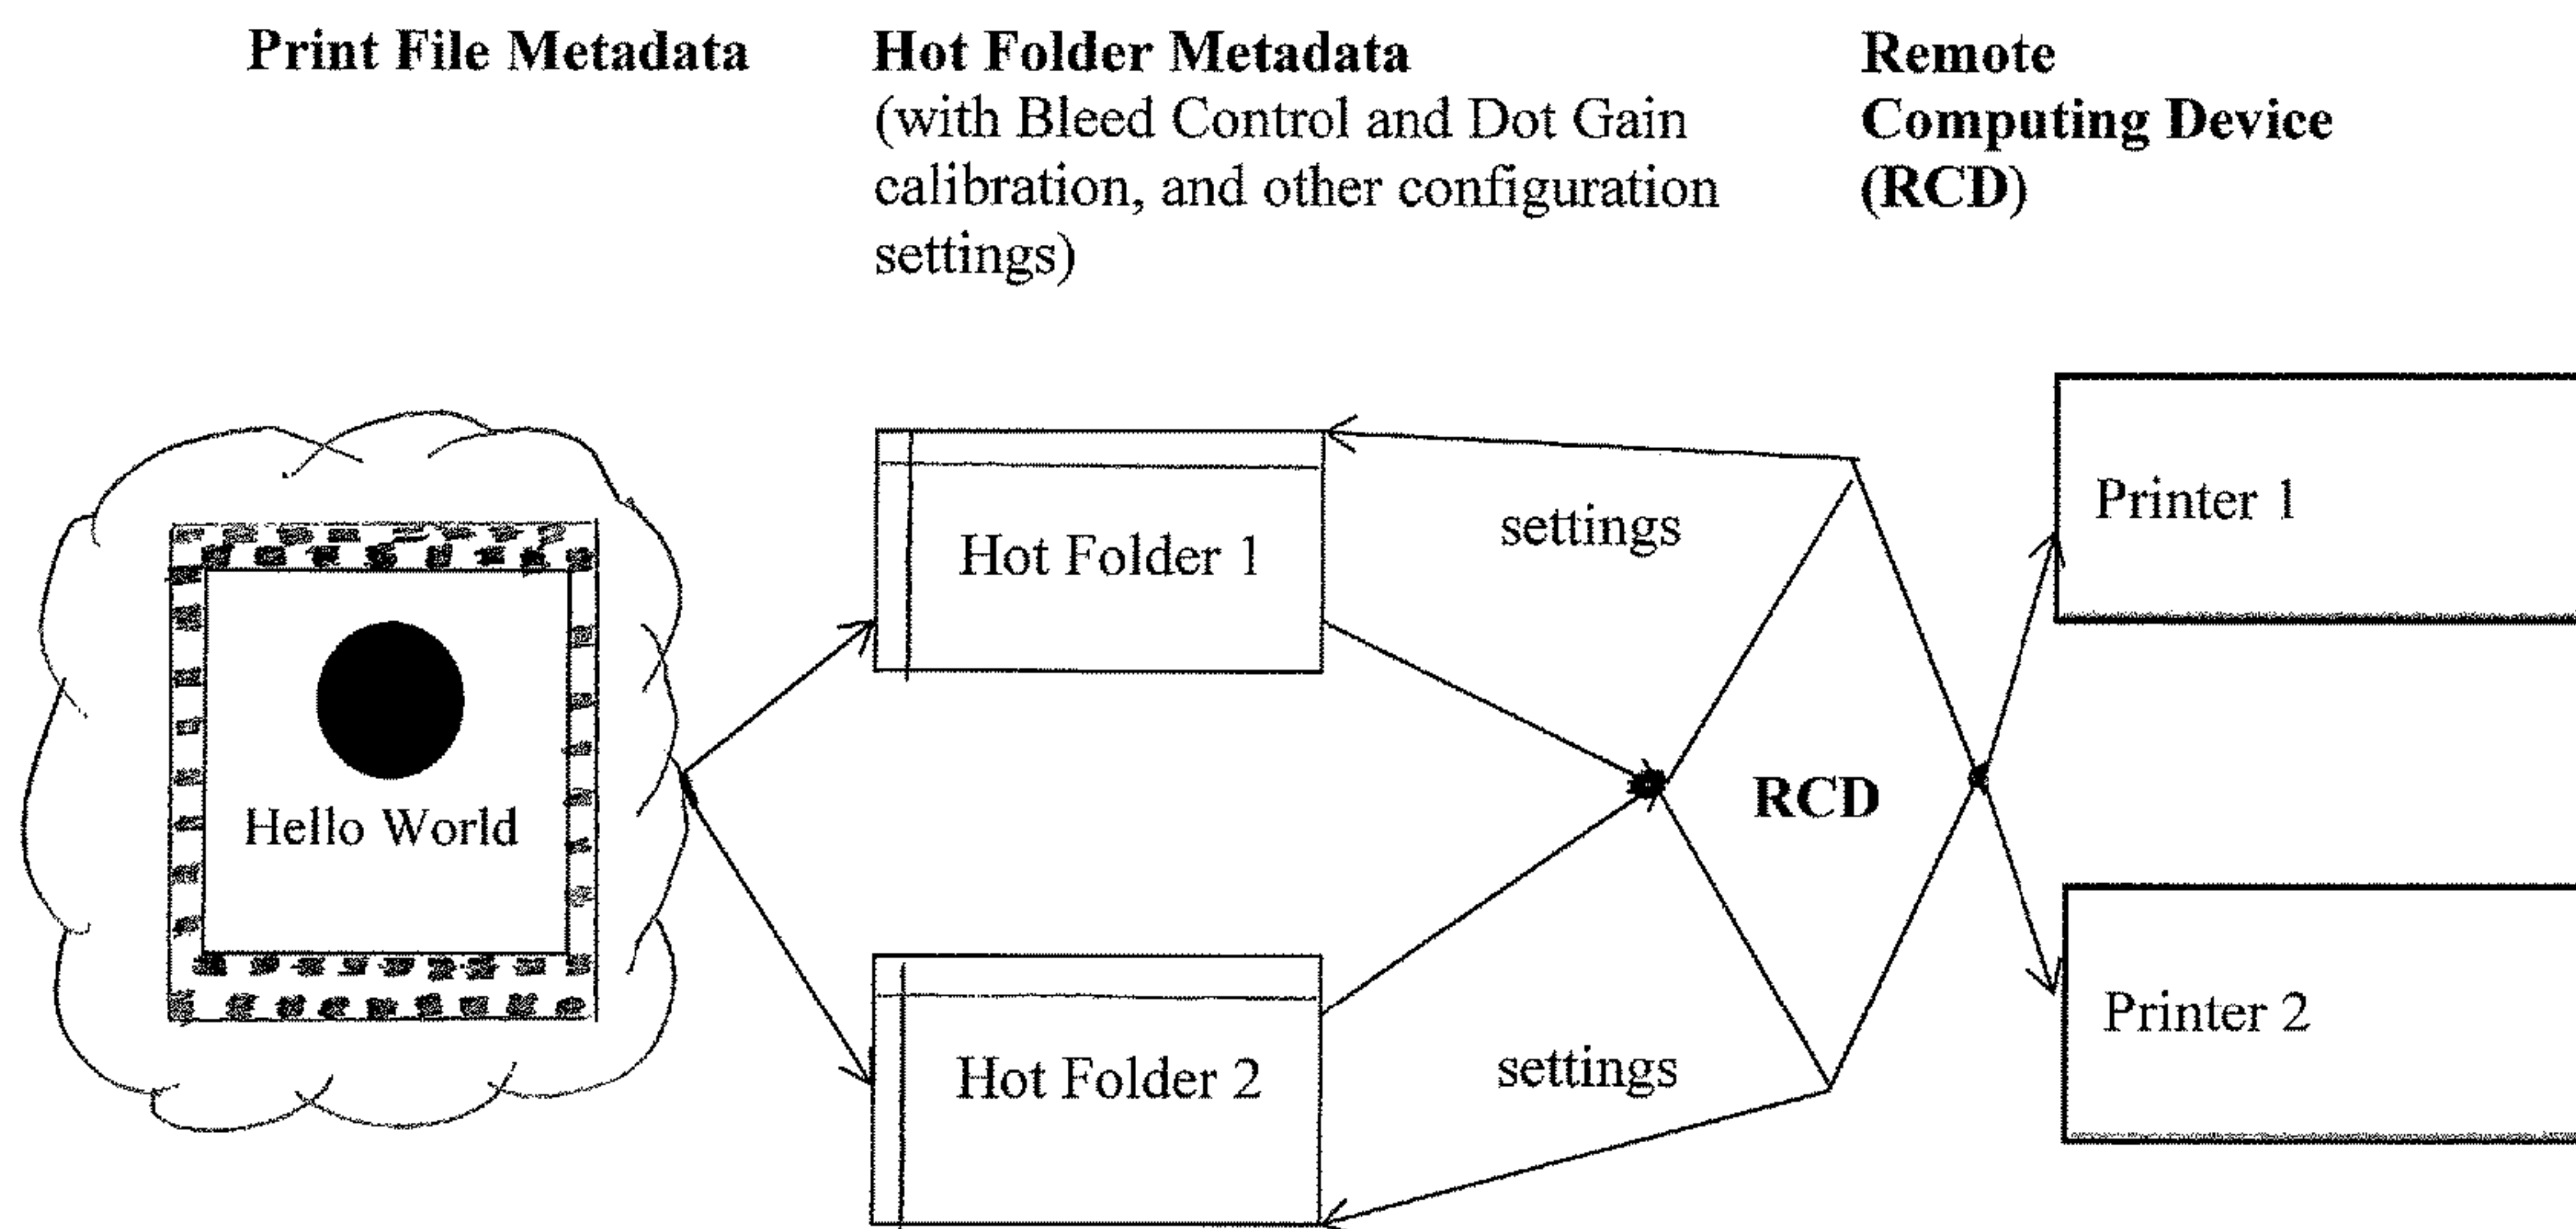 Print File Metadata
Hot Folder Metadata
(with Bleed Control and Dot Gain
calibration, and other configuration
settings)
Remote
Computing Device
(RCD)
Hello World
Hot Folder 1
settings
RCD
Printer 1
Hot Folder 2
settings
Printer 2